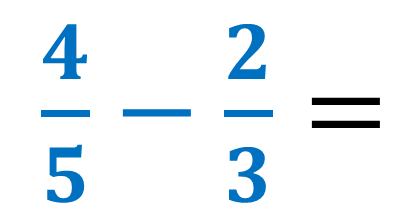 4/5 − 2/3 =